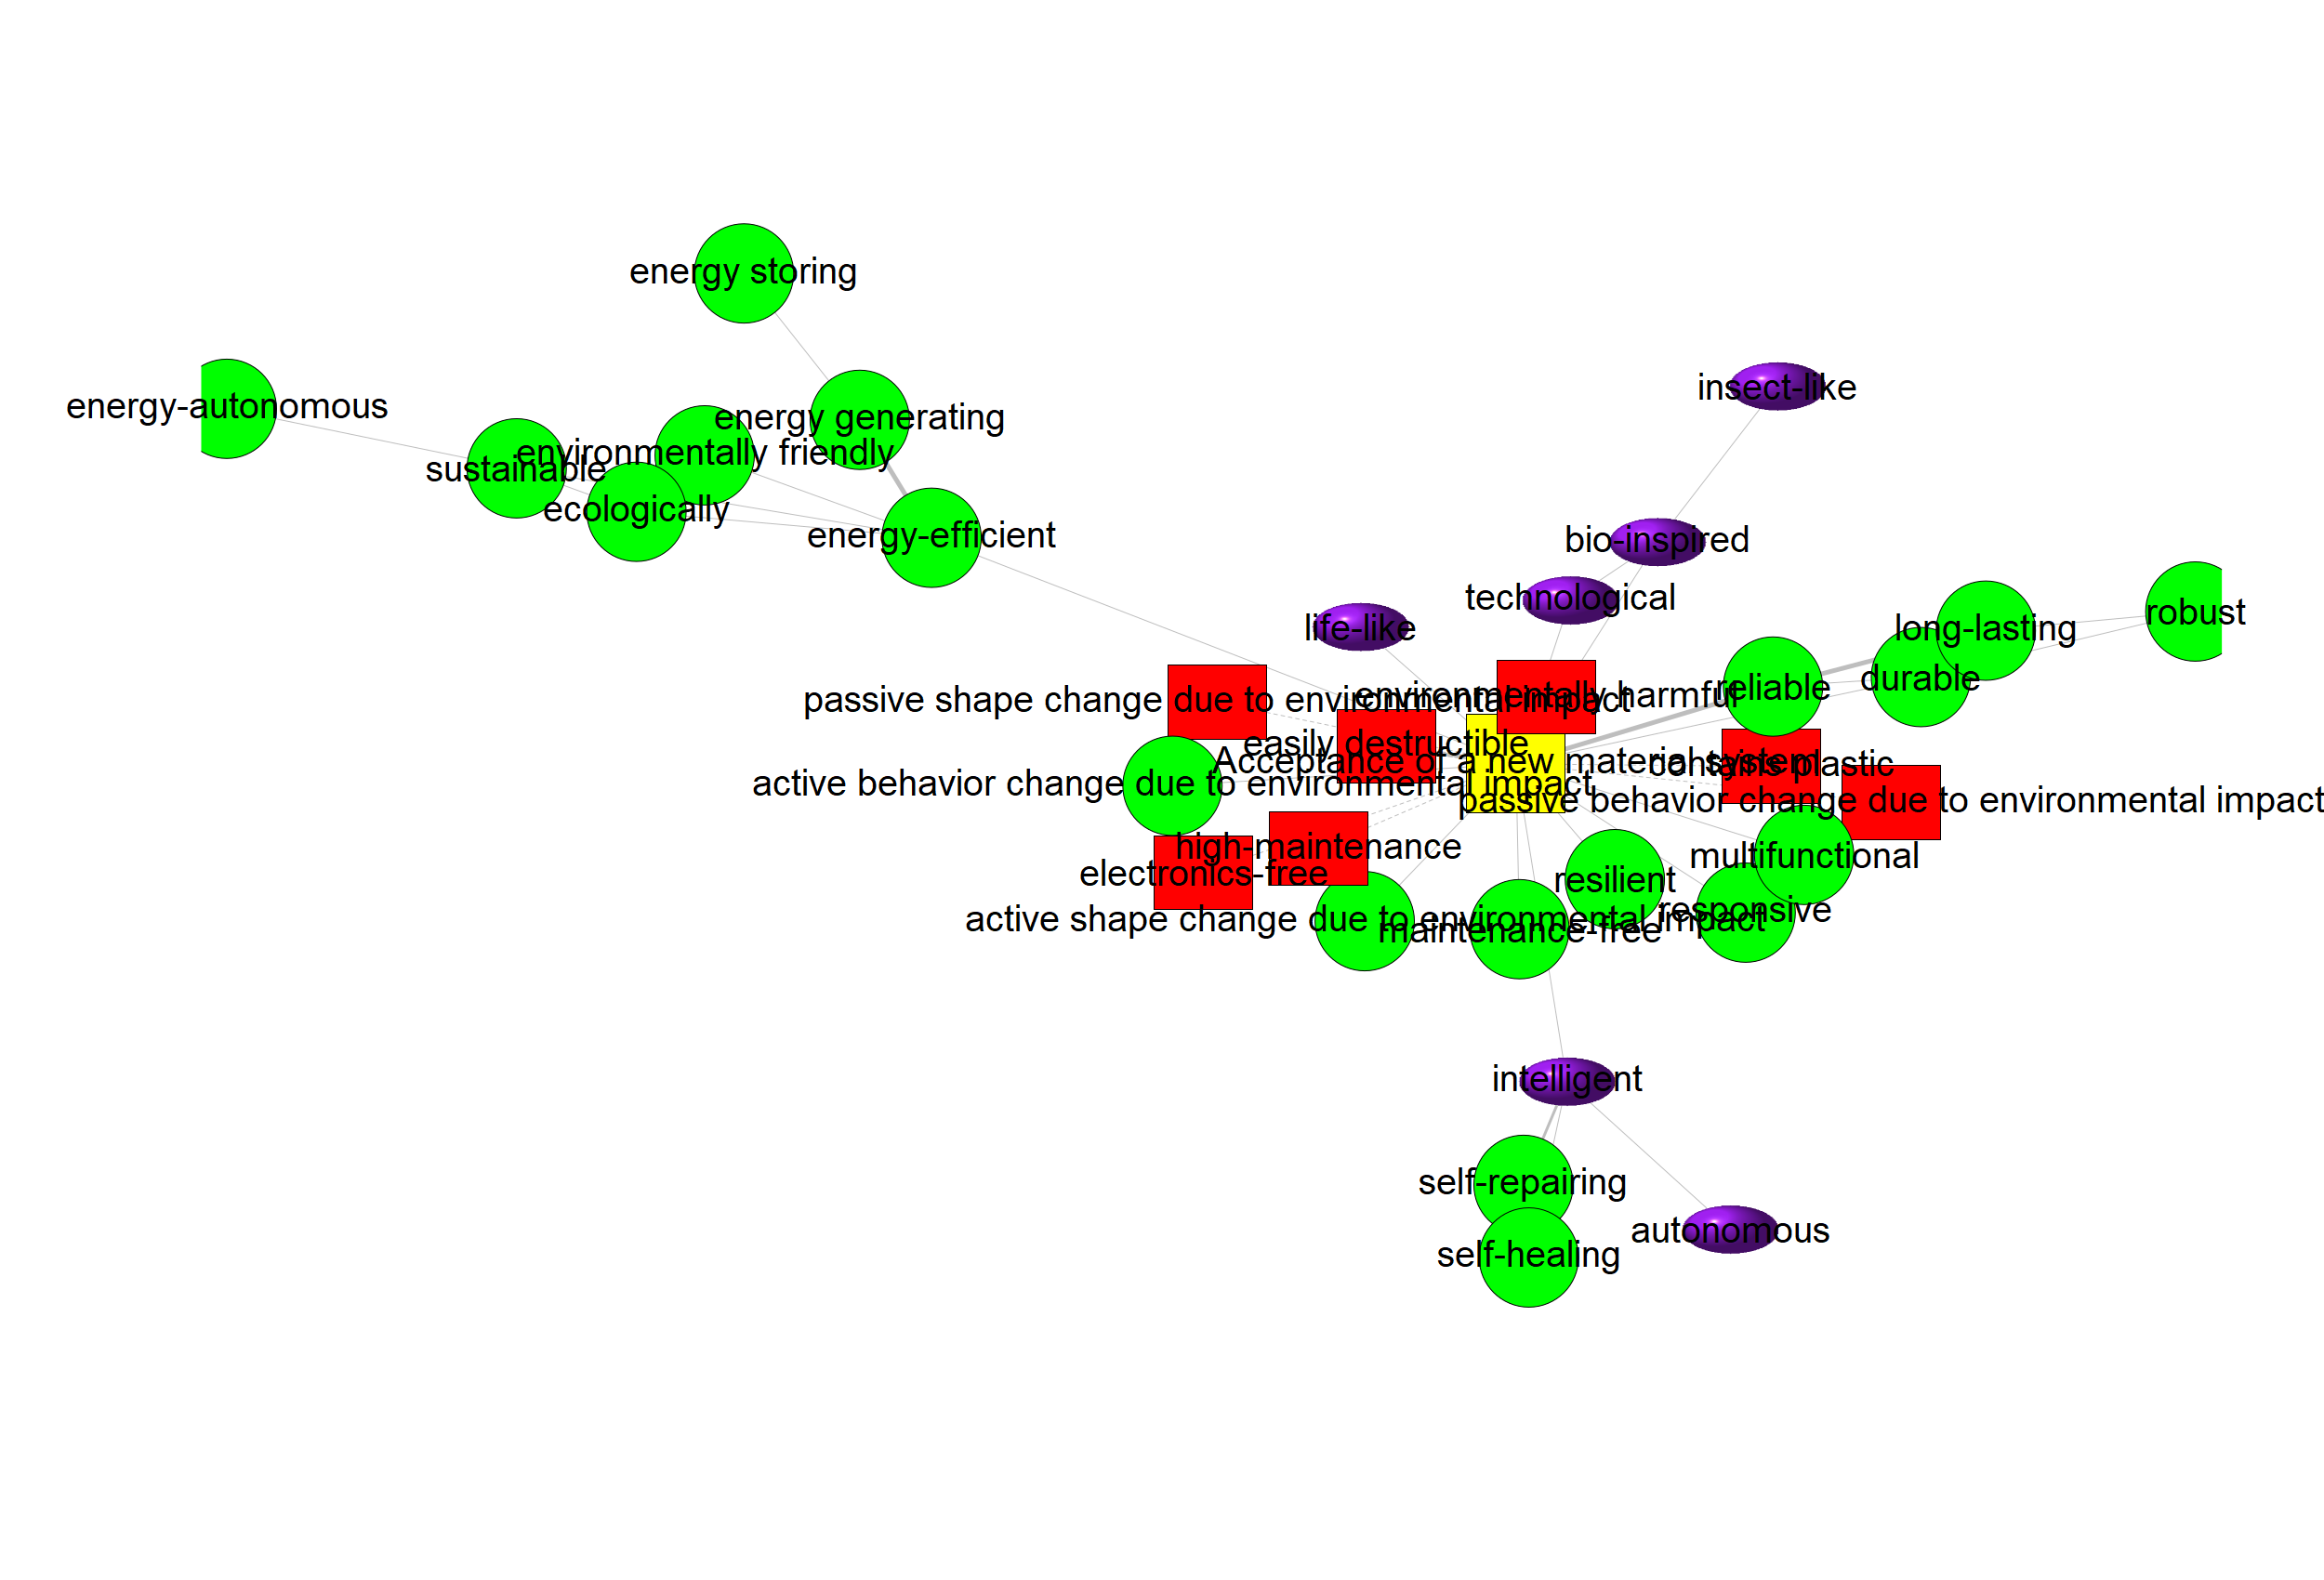 energy storing
insect-like
energy-autonomous
energy generating
environmentally friendly
sustainable
ecologically
energy-efficient
bio-inspired
technological
life-like
long-lasting
robust
durable
reliable
environmentally harmful
passive shape change due to environmental impact
easily destructible
Acceptance of a new material system
contains plastic
active behavior change due to environmental impact
passive behavior change due to environmental impact
high-maintenance
multifunctional
electronics-free
resilient
responsive
active shape change due to environmental impact
maintenance-free
intelligent
self-repairing
autonomous
self-healing